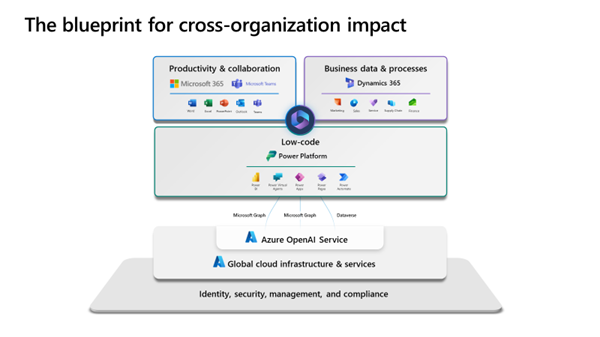 The blueprint for cross-organization impact
Productivity & collaboration
Microsoft 365
Microsoft Teams
Word
Excel
PowerPoint
Outlook
Teams
Business data & processes
Dynamics 365
Marketing
Sales
Service
Supply Chain
Finance
Low-code
Power Platform
Power
BI
Power Virtual
Agents
Power
Apps
Power
Pages
Power
Automate
Microsoft Graph
Microsoft Graph
Dataverse
Azure OpenAI Service
Global cloud infrastructure & services
Identity, security, management, and compliance